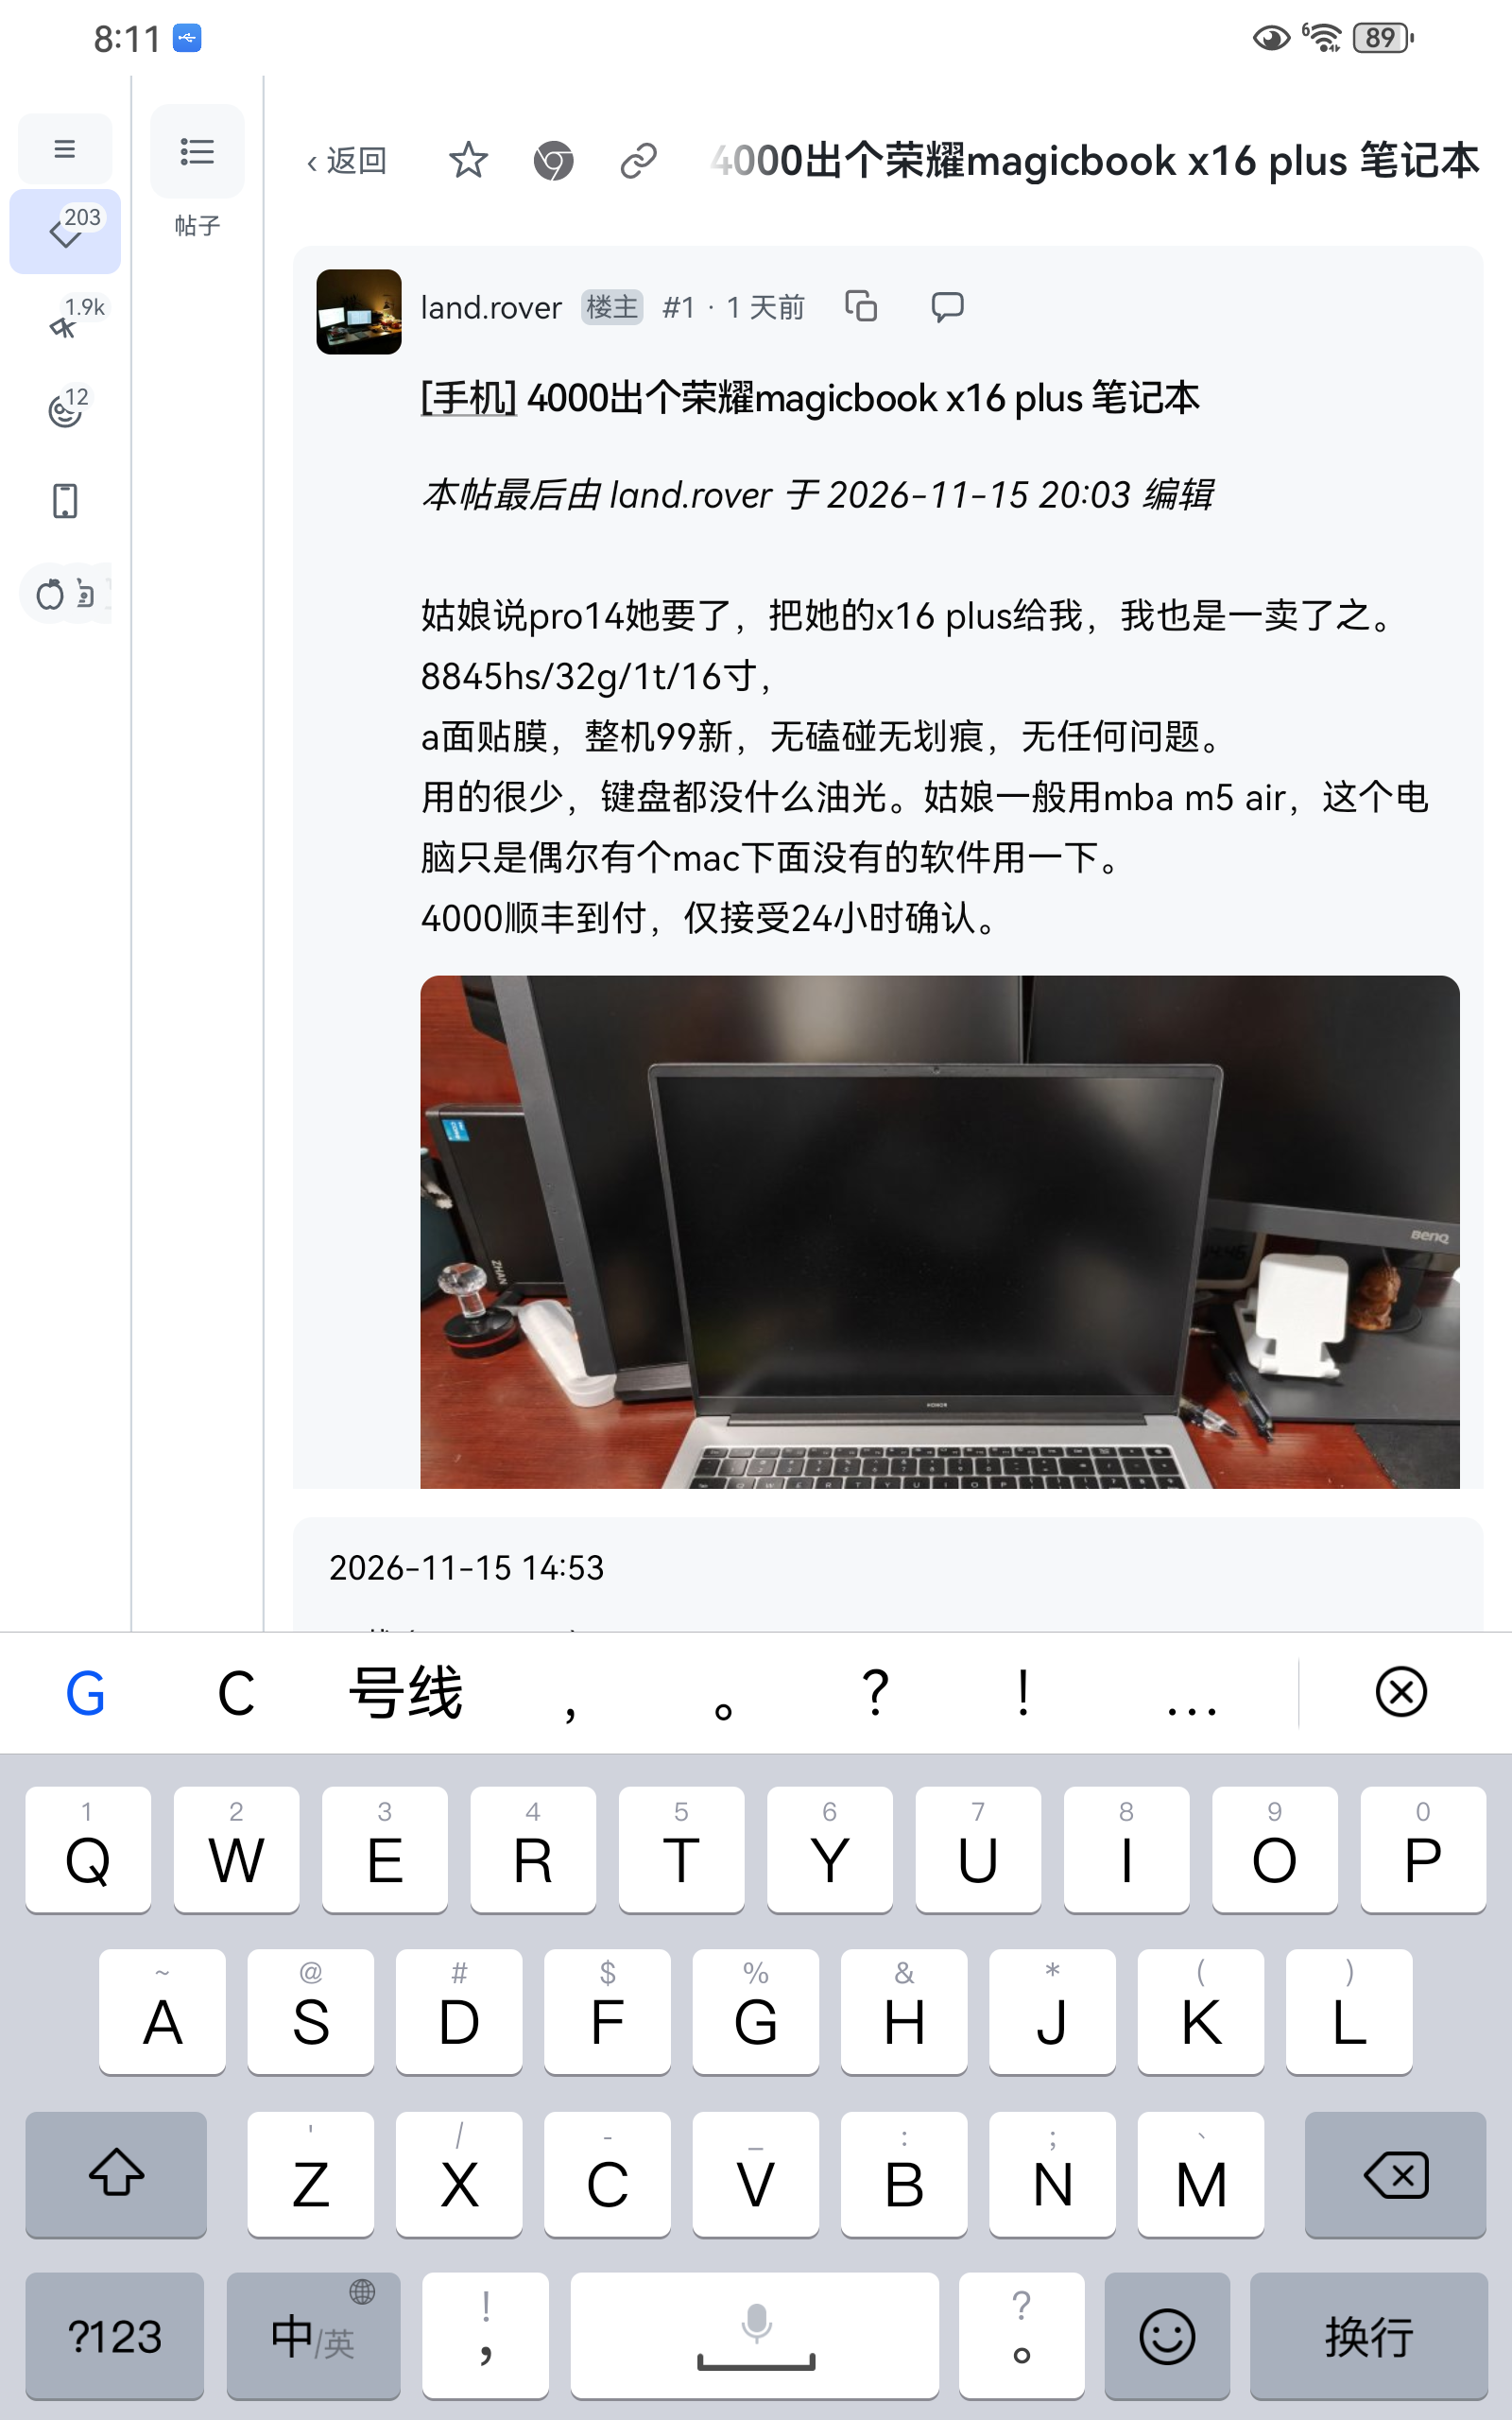 8:11
6
89
203
1.9k
12
帖子
‹ 返回
4000出个荣耀magicbook x16 plus 笔记本
land.rover 楼主 #1 · 1 天前
[手机] 4000出个荣耀magicbook x16 plus 笔记本
本帖最后由 land.rover 于 2026-11-15 20:03 编辑
姑娘说pro14她要了，把她的x16 plus给我，我也是一卖了之。
8845hs/32g/1t/16寸，
a面贴膜，整机99新，无磕碰无划痕，无任何问题。
用的很少，键盘都没什么油光。姑娘一般用mba m5 air，这个电
脑只是偶尔有个mac下面没有的软件用一下。
4000顺丰到付，仅接受24小时确认。
ZHAN
BenQ
HONOR
2026-11-15 14:53
G C 号线 ， 。 ？ ！ …
1 2 3 4 5 6 7 8 9 0
Q W E R T Y U I O P
~ @ # $ % & * ( )
A S D F G H J K L
' / - _ : ; 、
Z X C V B N M
?123 中/英 ! , ? 。 换行